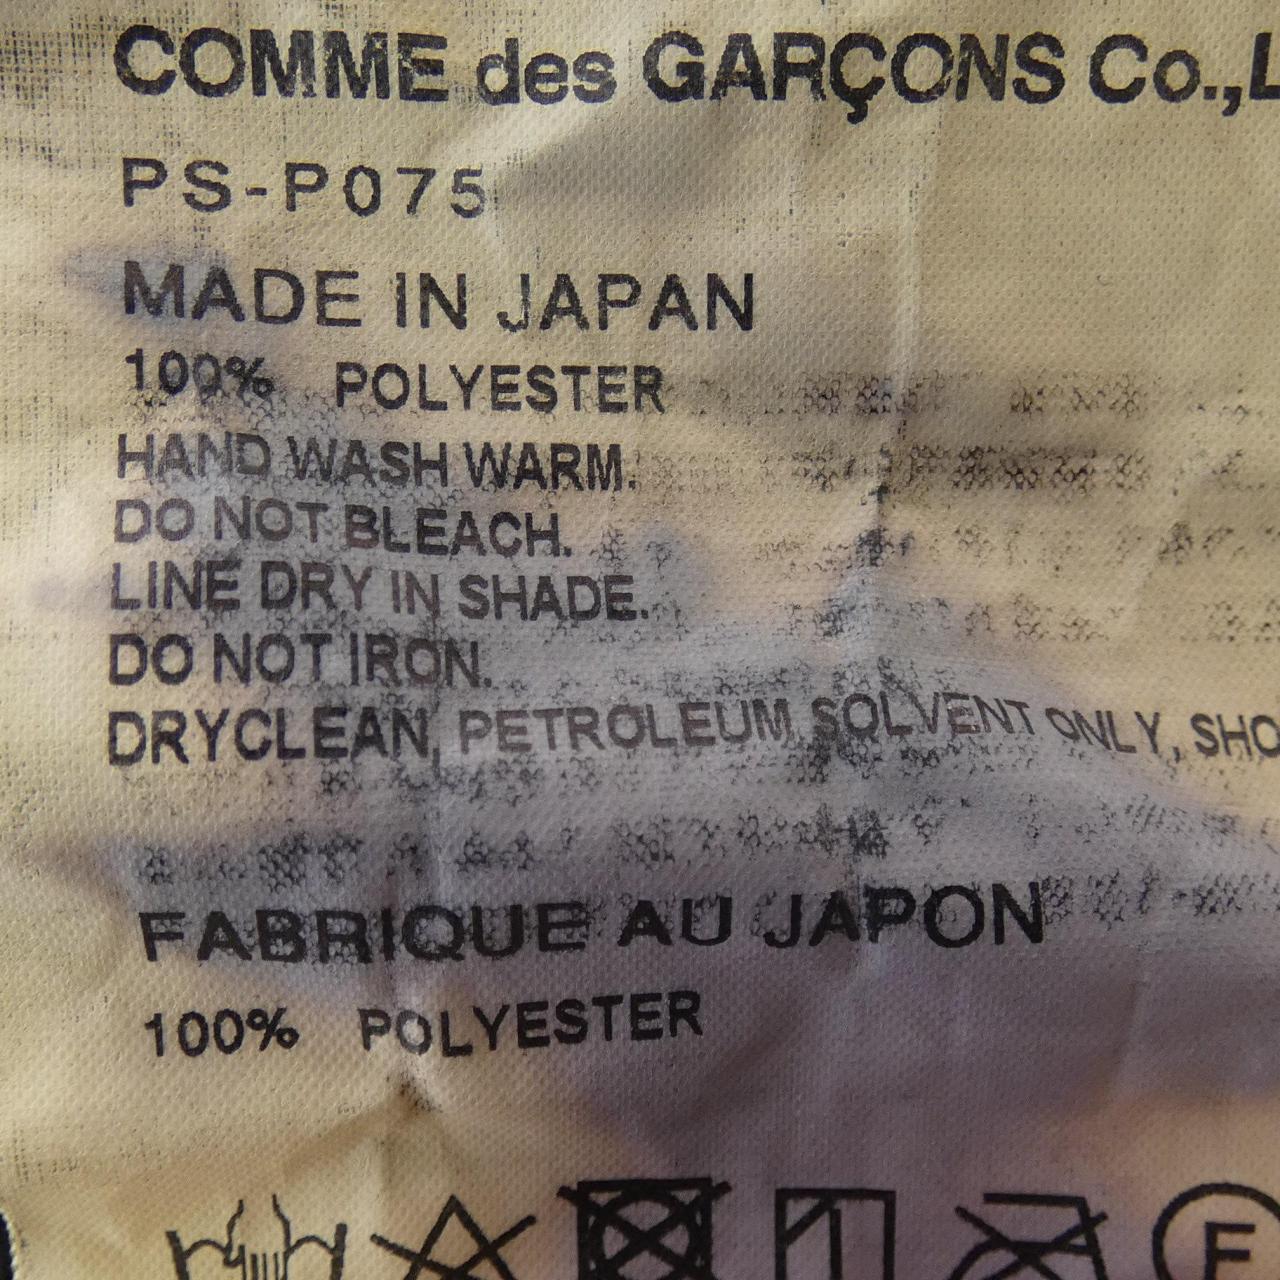 COMME des GARÇONS Co.,L
PS-P075
MADE IN JAPAN
100% POLYESTER
HAND WASH WARM.
DO NOT BLEACH.
LINE DRY IN SHADE.
DO NOT IRON.
DRYCLEAN, PETROLEUM SOLVENT ONLY, SHO
FABRIQUE AU JAPON
100% POLYESTER
F